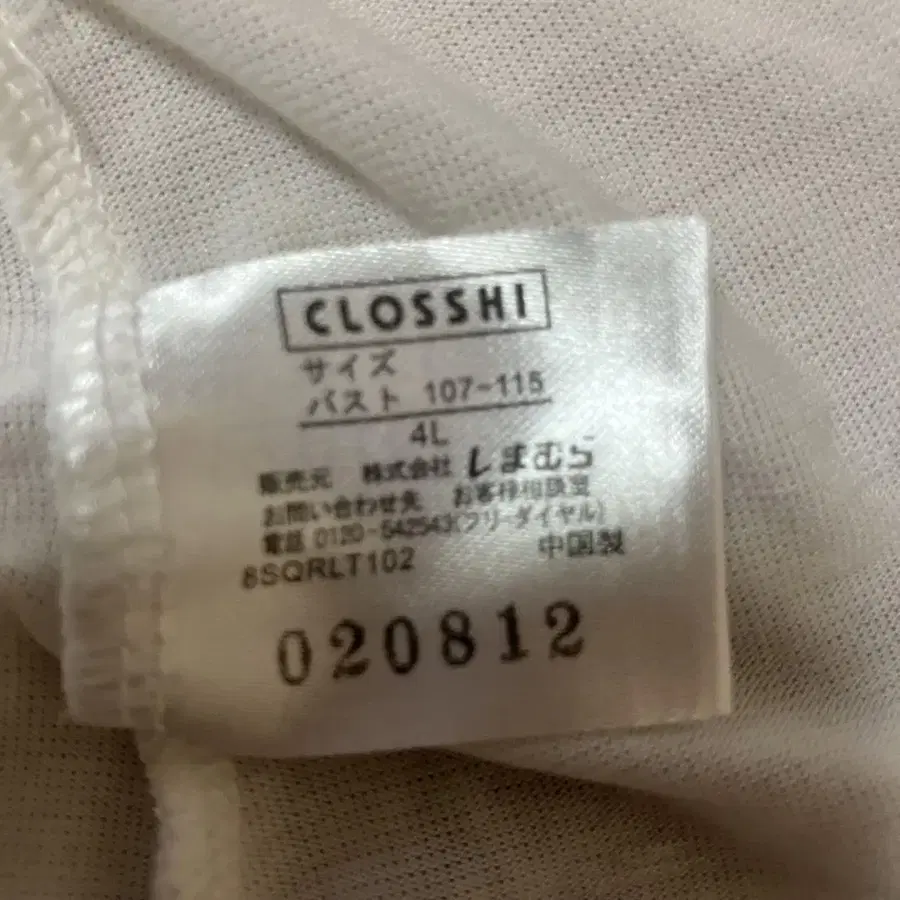 CLOSSHI
サイズ
バスト 107-115
4L
販売元 株式会社 しまむら
お問い合わせ先 お客様相談室
電話 0120-542543(フリーダイヤル)
8SQRLT102 中国製
020812